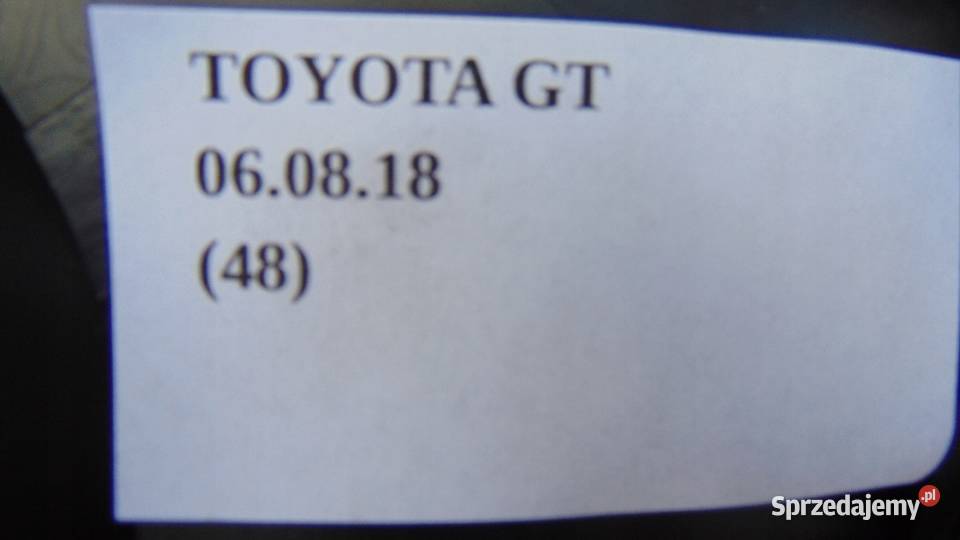 TOYOTA GT
06.08.18
(48)
Sprzedajemy.pl